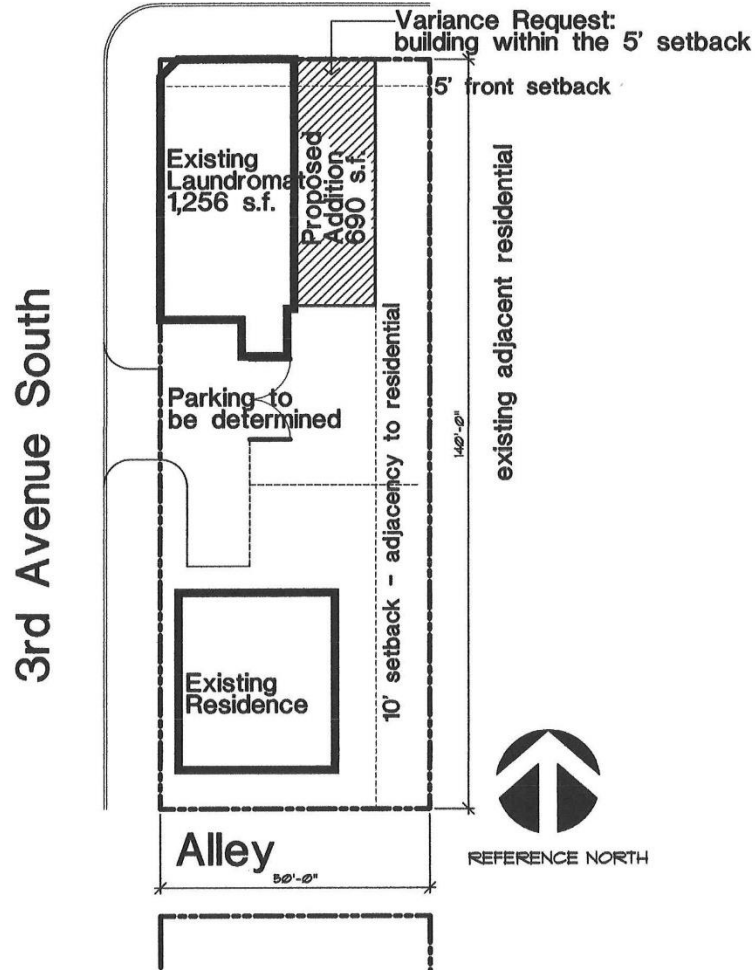 Variance Request:
building within the 5' setback
5' front setback
Existing
Laundromat
1,256 s.f.
Proposed
Addition
690 s.f.
existing adjacent residential
3rd Avenue South
Parking to
be determined
10' setback - adjacency to residential
140'-0"
Existing
Residence
Alley
50'-0"
REFERENCE NORTH